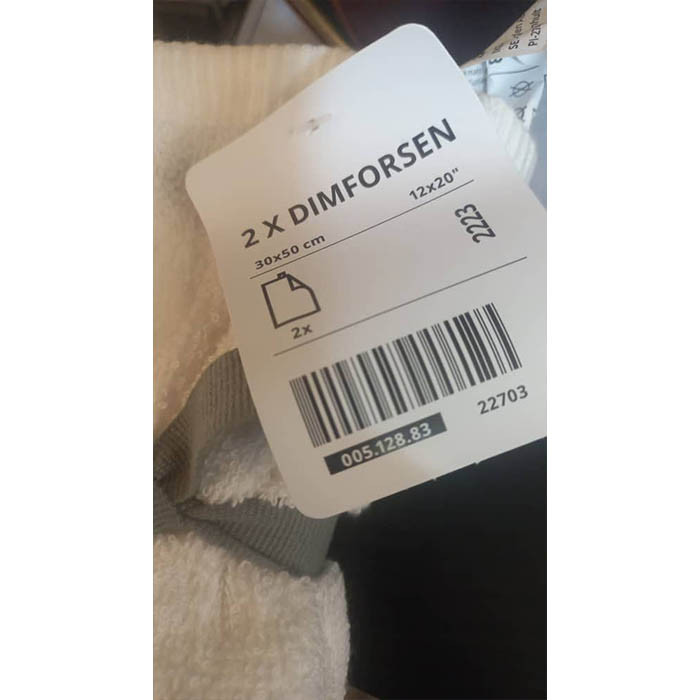 2 X DIMFORSEN
30x50 cm 12x20"
2223
2x
22703
005.128.83